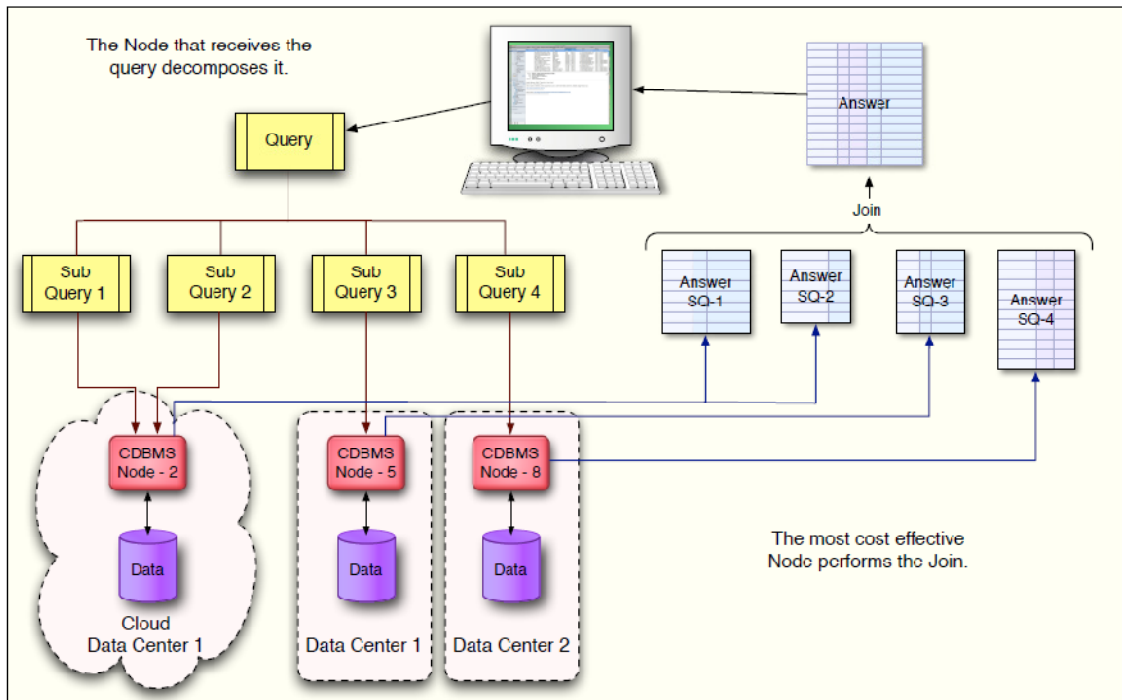 The Node that receives the
query decomposes it.
Query
Answer
Join
Sub
Query 1
Sub
Query 2
Sub
Query 3
Sub
Query 4
Answer
SQ-1
Answer
SQ-2
Answer
SQ-3
Answer
SQ-4
CDBMS
Node - 2
CDBMS
Node - 5
CDBMS
Node - 8
Data
Data
Data
The most cost effective
Node performs the Join.
Cloud
Data Center 1
Data Center 1
Data Center 2